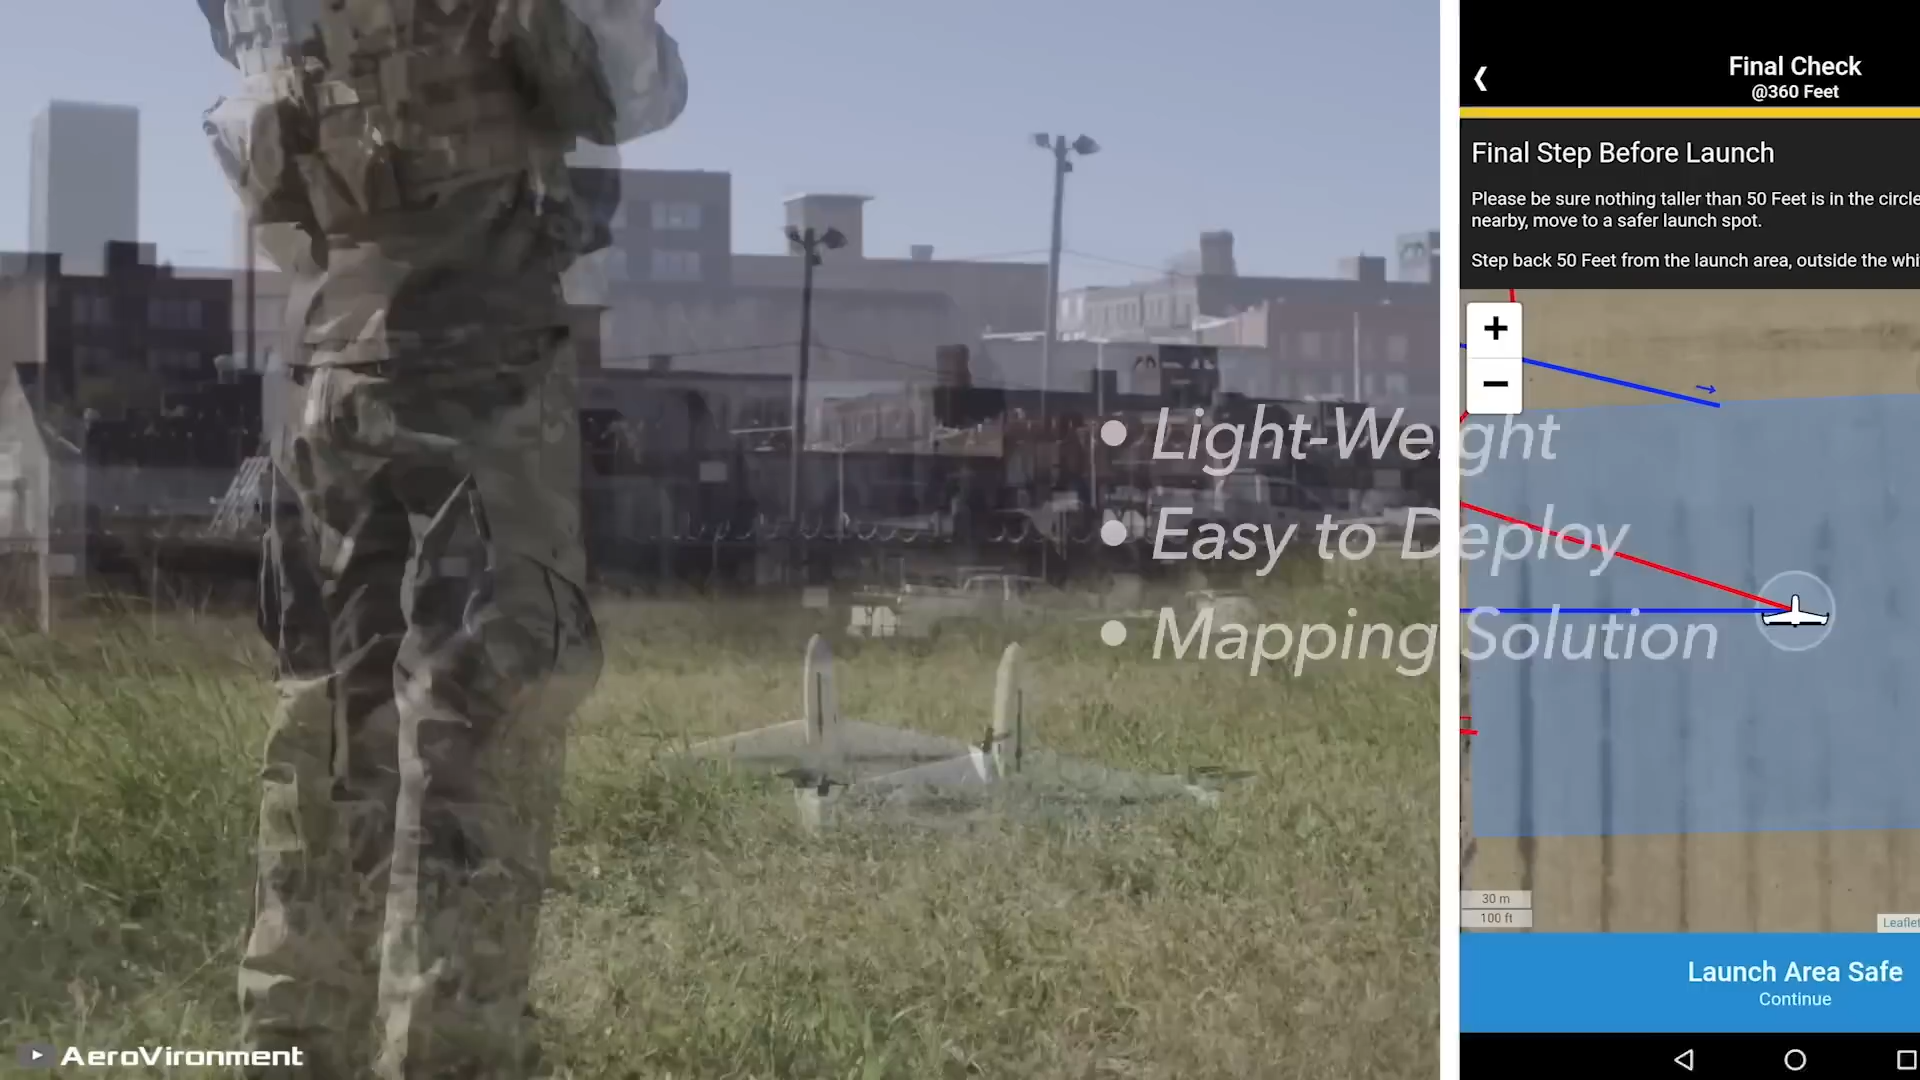 Final Check
@360 Feet
Final Step Before Launch
Please be sure nothing taller than 50 Feet is in the circle
nearby, move to a safer launch spot.
Step back 50 Feet from the launch area, outside the
+
−
• Light-Weight
• Easy to Deploy
• Mapping Solution
30 m
100 ft
Leaflet
Launch Area Safe
Continue
AeroVironment